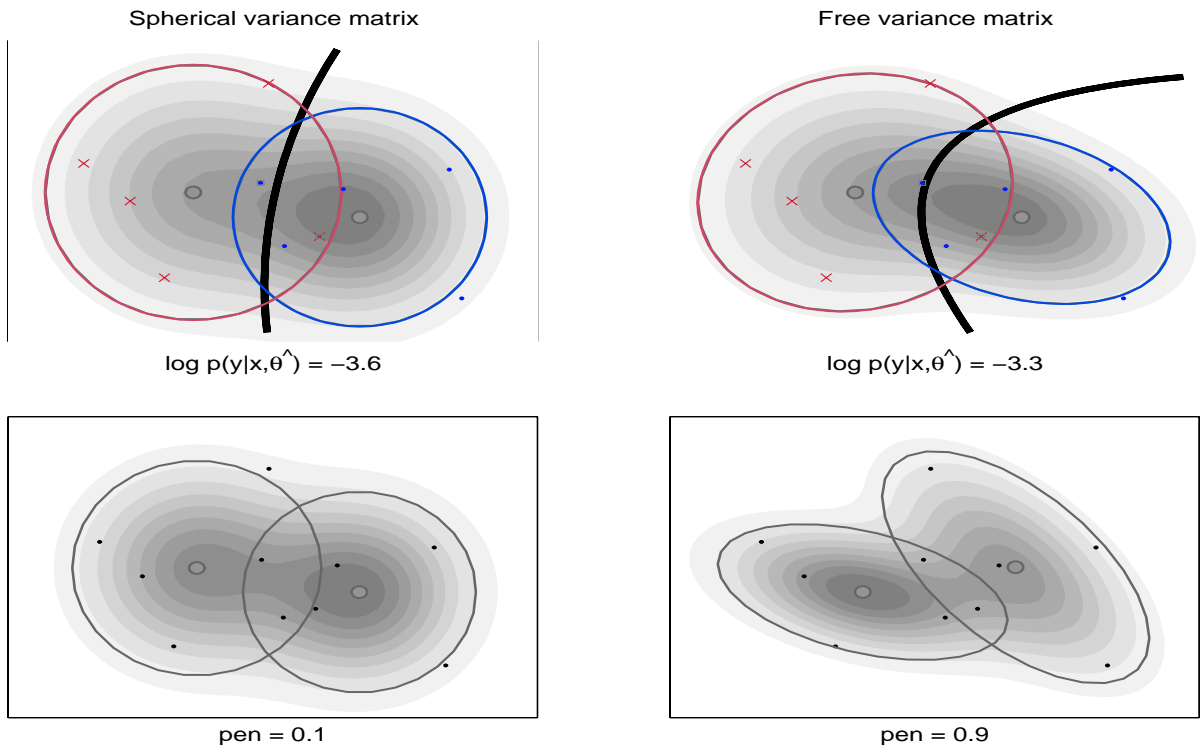 Spherical variance matrix
Free variance matrix
log p(y|x,θ^) = −3.6
log p(y|x,θ^) = −3.3
pen = 0.1
pen = 0.9